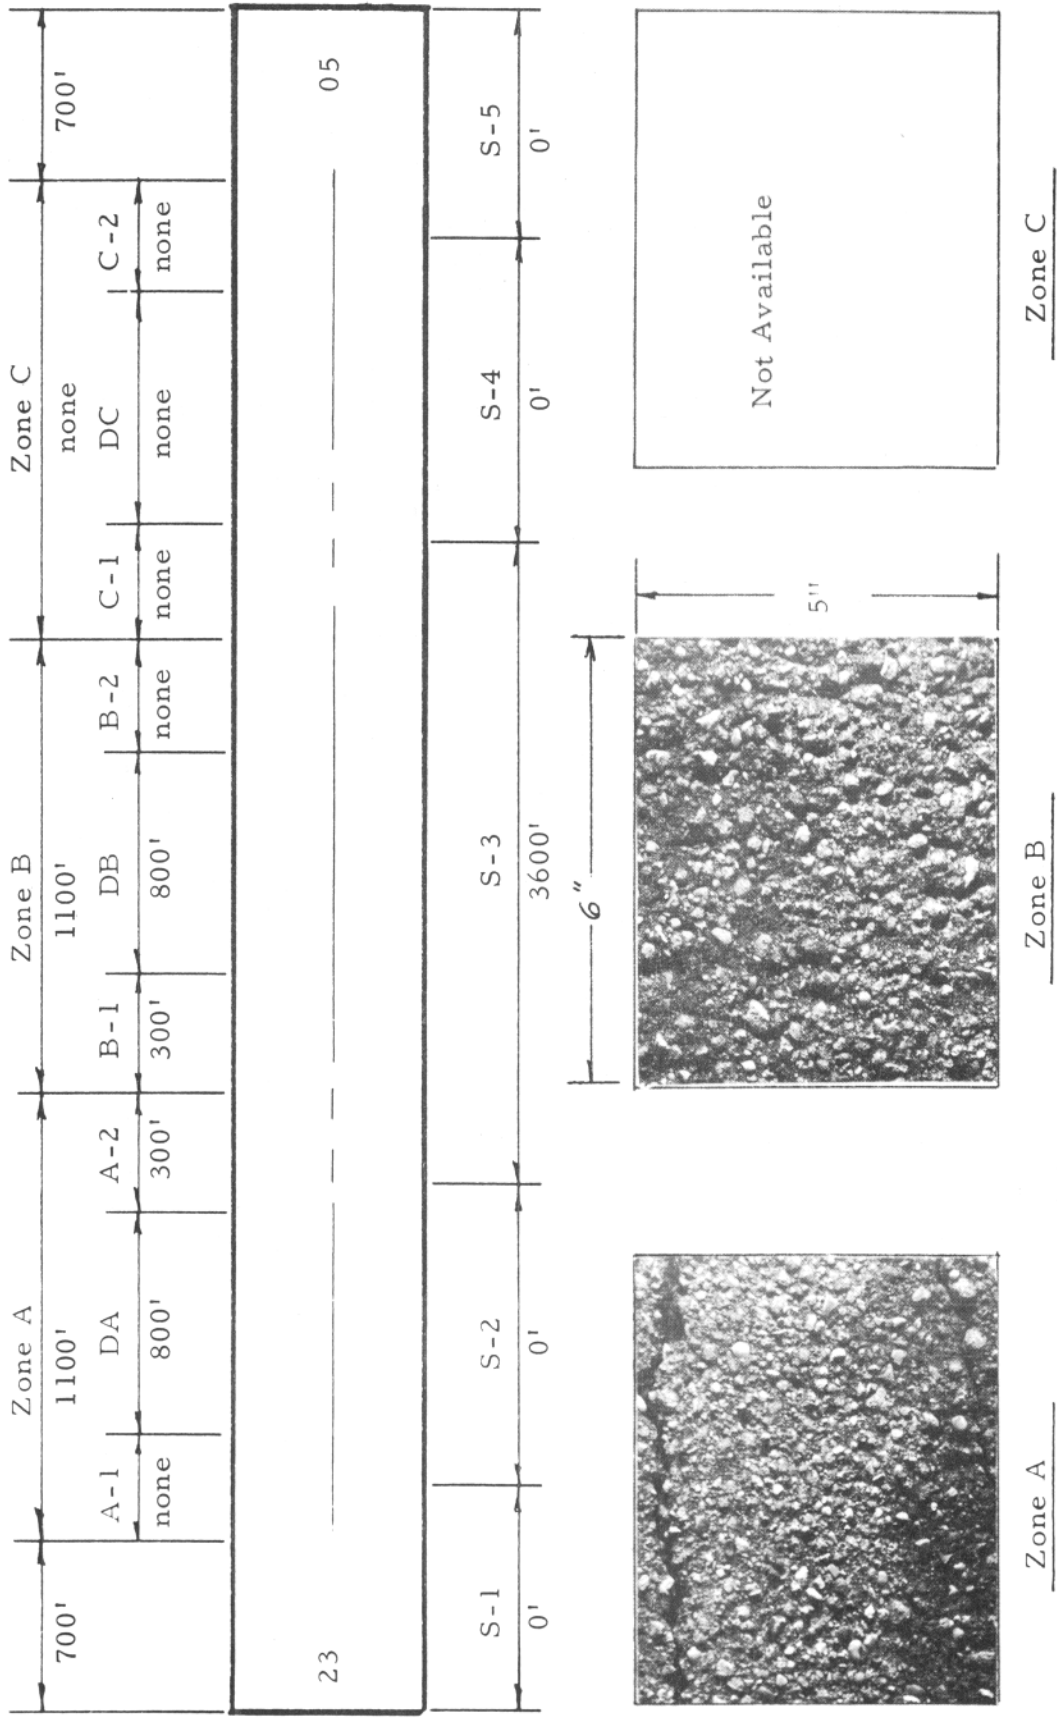 Zone A
Zone B
Zone C
700'
1100'
1100'
none
700'
A-1
DA
A-2
B-1
DB
B-2
C-1
DC
C-2
none
800'
300'
300'
800'
none
none
none
none
23
05
S-1
S-2
S-3
S-4
S-5
0'
0'
3600'
0'
0'
6"
5"
Not Available
Zone A
Zone B
Zone C